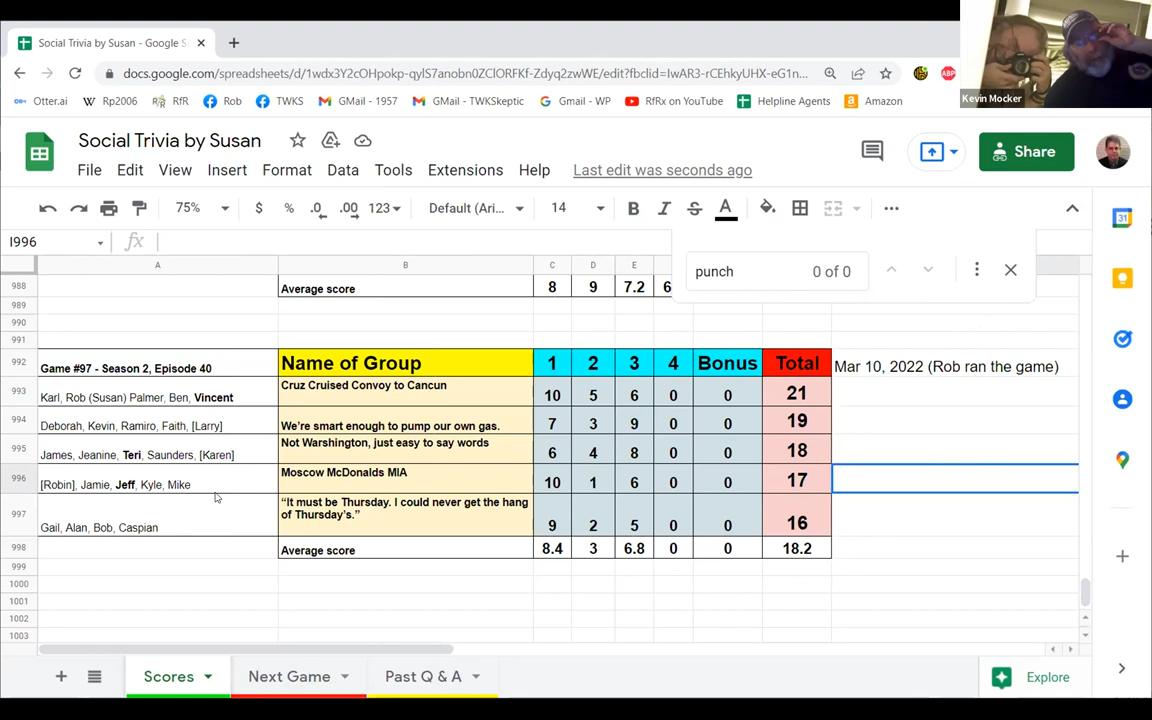 Social Trivia by Susan - Google S
docs.google.com/spreadsheets/d/1wdx3Y2cOHpokp-qylS7anobn0ZClORFKf-Zdyq2zwWE/edit?fbclid=IwAR3-rCEhkyUHX-eG1n...
ABP
Otter.ai Rp2006 RfR Rob TWKS GMail - 1957 GMail - TWKSkeptic Gmail - WP RfRx on YouTube Helpline Agents Amazon
Kevin Mocker
Social Trivia by Susan
Share
File Edit View Insert Format Data Tools Extensions Help Last edit was seconds ago
75% $ % .0 .00 123 Default (Ari... 14 B I S A
I996 fx
punch 0 of 0
A B C D E
988 Average score 8 9 7.2 6
989
990
991
992 Game #97 - Season 2, Episode 40 Name of Group 1 2 3 4 Bonus Total Mar 10, 2022 (Rob ran the game)
993 Karl, Rob (Susan) Palmer, Ben, Vincent Cruz Cruised Convoy to Cancun 10 5 6 0 0 21
994 Deborah, Kevin, Ramiro, Faith, [Larry] We're smart enough to pump our own gas. 7 3 9 0 0 19
995 James, Jeanine, Teri, Saunders, [Karen] Not Warshington, just easy to say words 6 4 8 0 0 18
996 [Robin], Jamie, Jeff, Kyle, Mike Moscow McDonalds MIA 10 1 6 0 0 17
997 Gail, Alan, Bob, Caspian “It must be Thursday. I could never get the hang
of Thursday's.” 9 2 5 0 0 16
998 Average score 8.4 3 6.8 0 0 18.2
999
1000
1001
1002
1003
Scores Next Game Past Q & A Explore
31